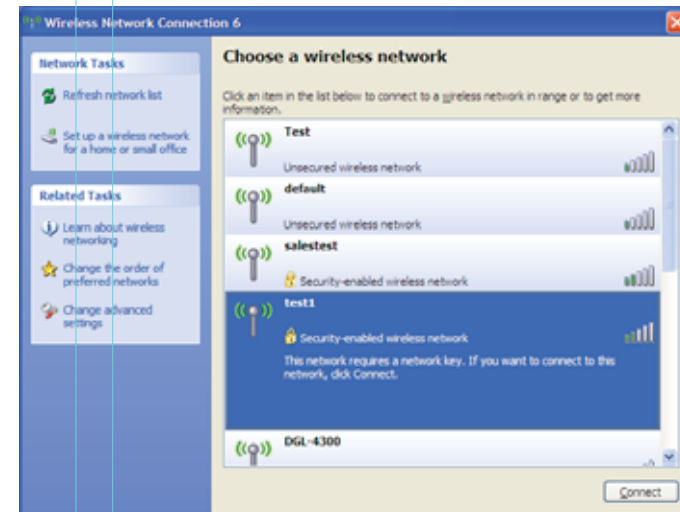 Wireless Network Connection 6
Network Tasks
Refresh network list
Set up a wireless network
for a home or small office
Related Tasks
Learn about wireless
networking
Change the order of
preferred networks
Change advanced
settings
Choose a wireless network
Click an item in the list below to connect to a wireless network in range or to get more
information.
Test
Unsecured wireless network
default
Unsecured wireless network
salestest
Security-enabled wireless network
test1
Security-enabled wireless network
This network requires a network key. If you want to connect to this
network, click Connect.
DGL-4300
Connect